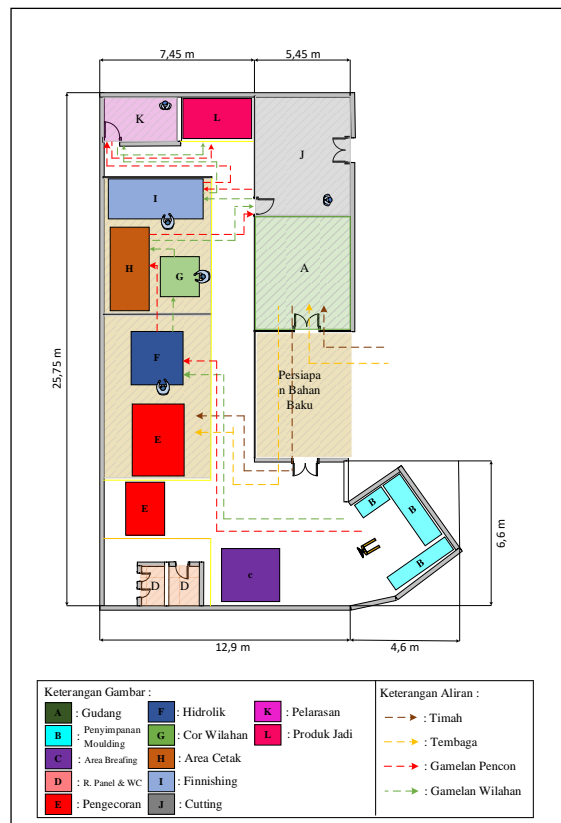 7,45 m
5,45 m
K
L
J
I
H
G
A
F
Persiapa
n Bahan
Baku
25,75 m
E
E
B
B
B
6,6 m
D
D
c
12,9 m
4,6 m
Keterangan Gambar :
A : Gudang
B : Penyimpanan
Moulding
C : Area Breafing
D : R. Panel & WC
E : Pengecoran
F : Hidrolik
G : Cor Wilahan
H : Area Cetak
I : Finnishing
J : Cutting
K : Pelarasan
L : Produk Jadi
Keterangan Aliran :
: Timah
: Tembaga
: Gamelan Pencon
: Gamelan Wilahan